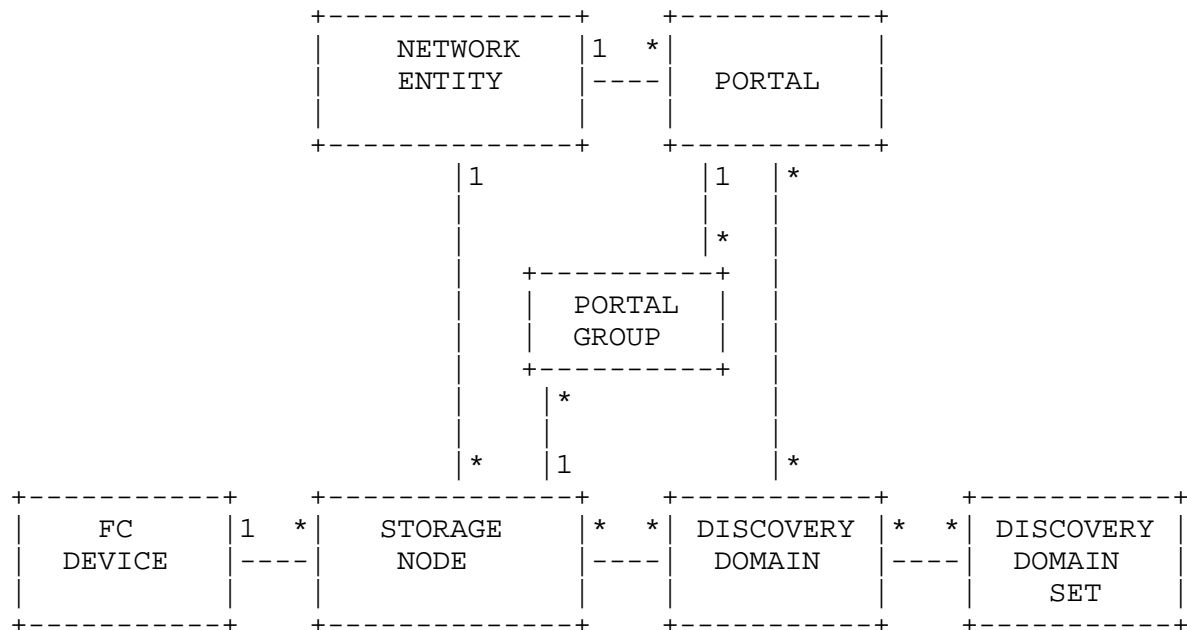 NETWORK ENTITY
1 *
PORTAL
1
1 *
*
PORTAL GROUP
*
* 1 *
FC DEVICE
1 *
STORAGE NODE
* *
DISCOVERY DOMAIN
* *
DISCOVERY DOMAIN SET